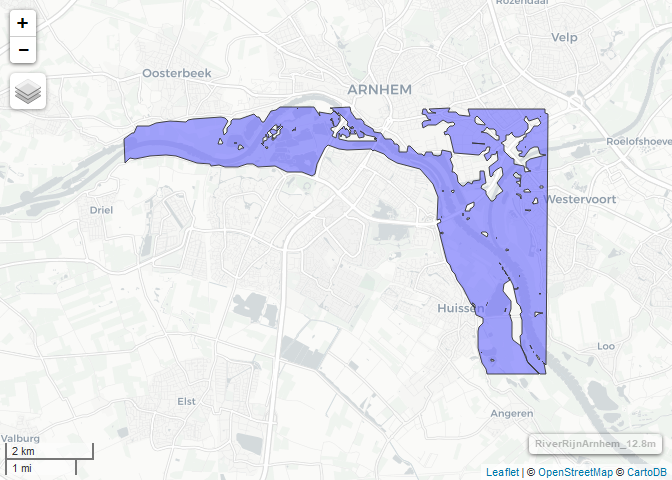 Rozendaal
+
Velp
−
Oosterbeek
ARNHEM
Roelofshoeve
Westervoort
Driel
Huissen
Loo
Elst
Angeren
Valburg
RiverRijnArnhem_12.8m
2 km
1 mi
Leaflet | © OpenStreetMap © CartoDB